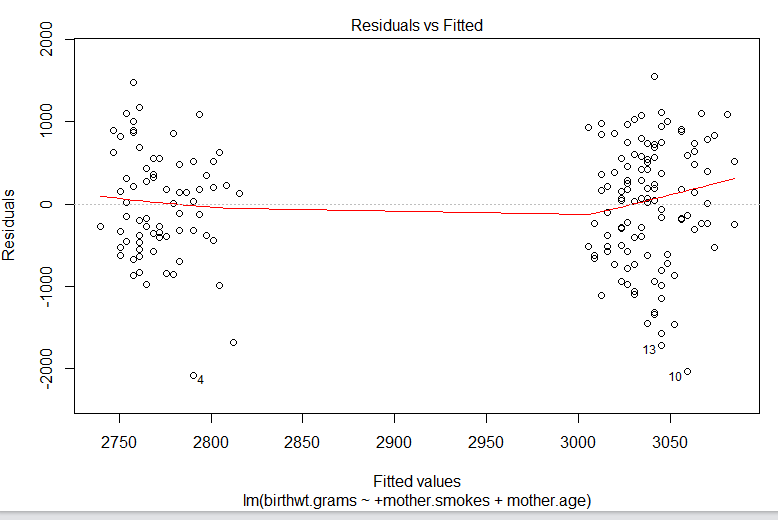 Residuals vs Fitted
2000
1000
0
-1000
-2000
Residuals
4
13
10
2750 2800 2850 2900 2950 3000 3050
Fitted values
lm(birthwt.grams ~ +mother.smokes + mother.age)